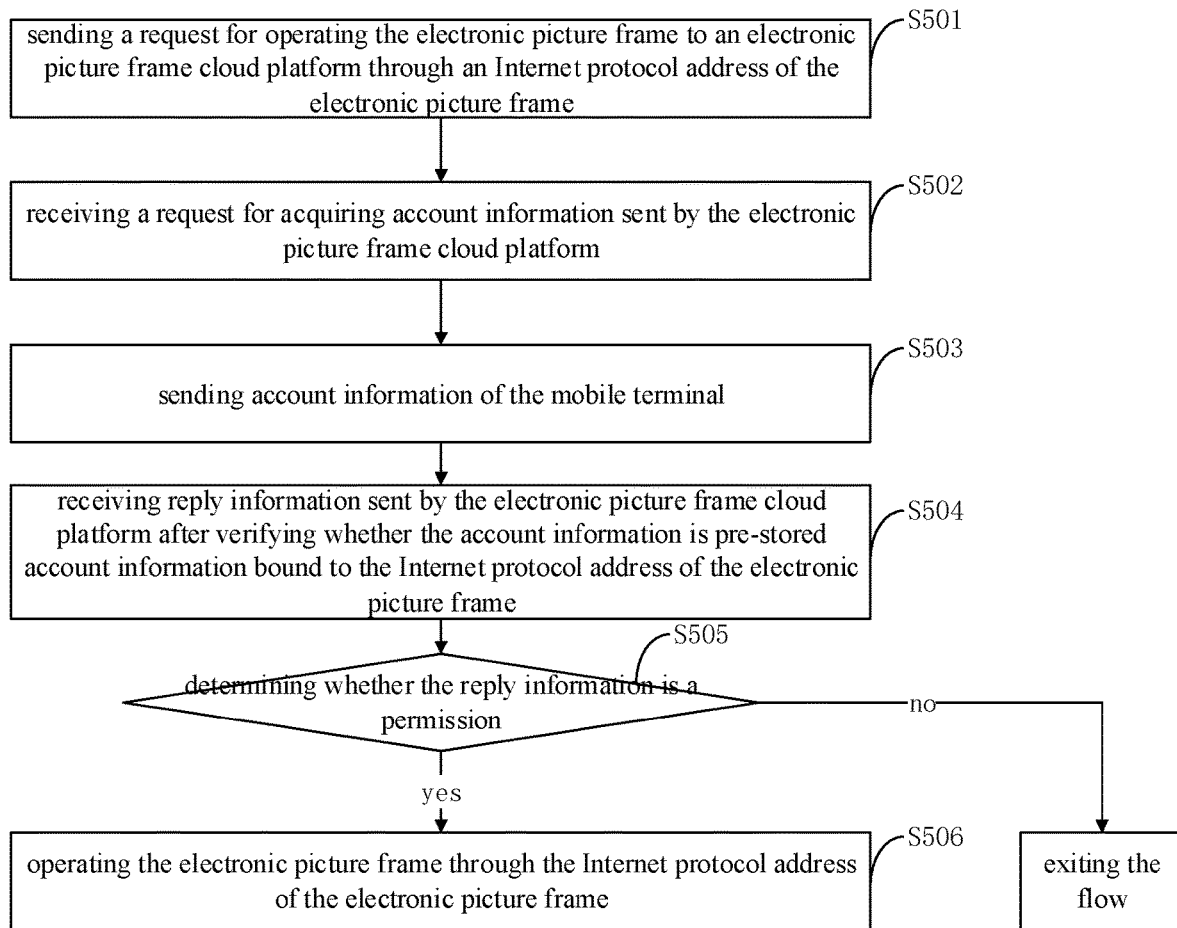 S501
sending a request for operating the electronic picture frame to an electronic
picture frame cloud platform through an Internet protocol address of the
electronic picture frame
S502
receiving a request for acquiring account information sent by the electronic
picture frame cloud platform
S503
sending account information of the mobile terminal
receiving reply information sent by the electronic picture frame cloud
S504
platform after verifying whether the account information is pre-stored
account information bound to the Internet protocol address of the electronic
picture frame
S505
determining whether the reply information is a
permission
no
yes
S506
operating the electronic picture frame through the Internet protocol address
of the electronic picture frame
exiting the
flow